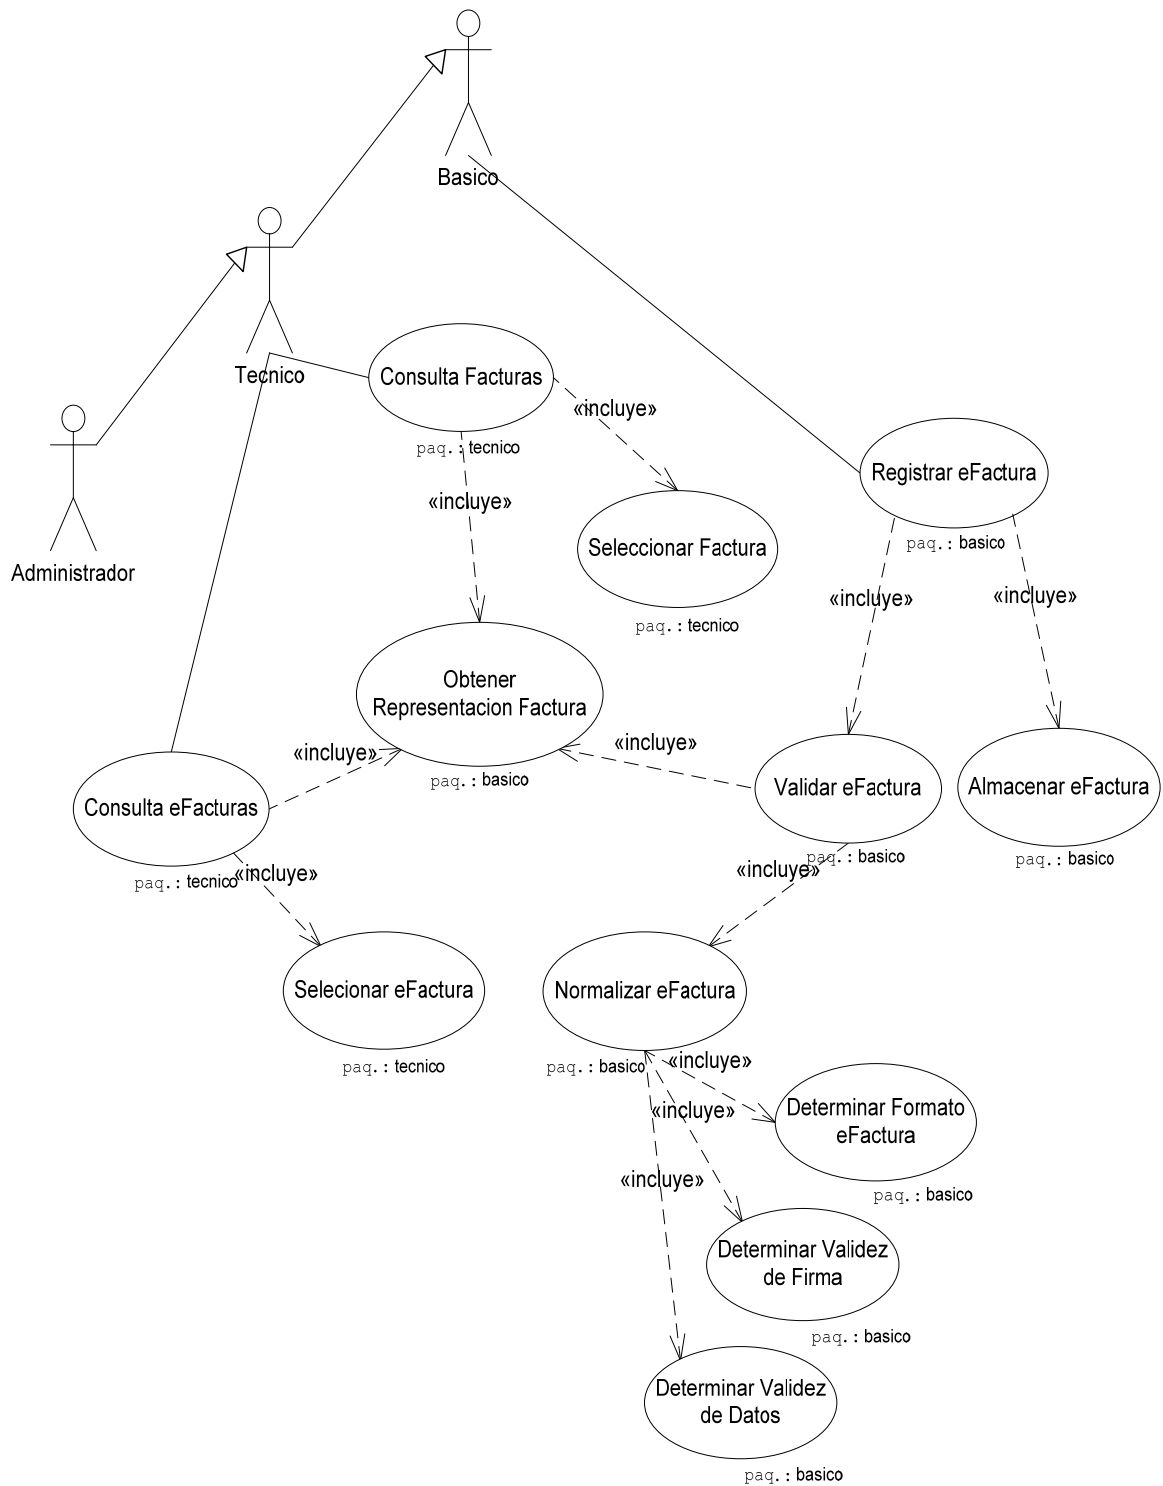 Basico
Tecnico
Consulta Facturas
«incluye»
paq.: tecnico
Administrador
Registrar eFactura
«incluye»
Seleccionar Factura
paq.: basico
«incluye»
«incluye»
paq.: tecnico
Obtener
Representacion Factura
«incluye»
«incluye»
paq.: basico
Consulta eFacturas
Validar eFactura
Almacenar eFactura
paq.: tecnico
«incluye»
paq.: basico
«incluye»
paq.: basico
Selecionar eFactura
Normalizar eFactura
paq.: tecnico
paq.: basico
«incluye»
«incluye»
Determinar Formato
eFactura
«incluye»
paq.: basico
Determinar Validez
de Firma
paq.: basico
Determinar Validez
de Datos
paq.: basico